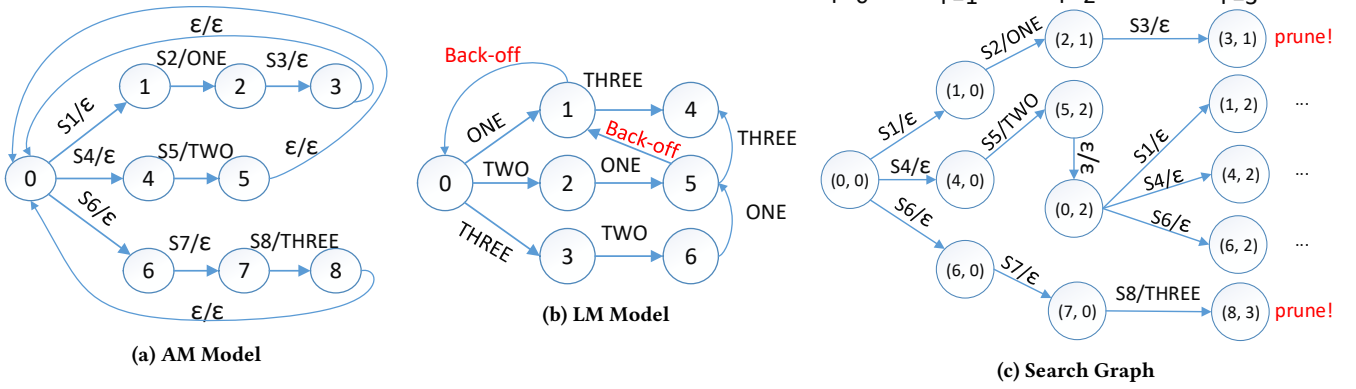 ε/ε
S2/ONE S3/ε
1 2 3
S1/ε
S4/ε S5/TWO ε/ε
0 4 5
S6/ε
S7/ε S8/THREE
6 7 8
ε/ε
(a) AM Model
Back-off
THREE
1 4
ONE
Back-off THREE
TWO ONE
0 2 5
THREE TWO ONE
3 6
(b) LM Model
S2/ONE (2, 1) S3/ε (3, 1) prune!
(1, 0) (5, 2) (1, 2) ...
S1/ε S5/TWO ε/ε S1/ε
(0, 0) S4/ε (4, 0) S4/ε (4, 2) ...
(0, 2)
S6/ε S6/ε
(6, 0) (6, 2) ...
S7/ε S8/THREE
(7, 0) (8, 3) prune!
(c) Search Graph